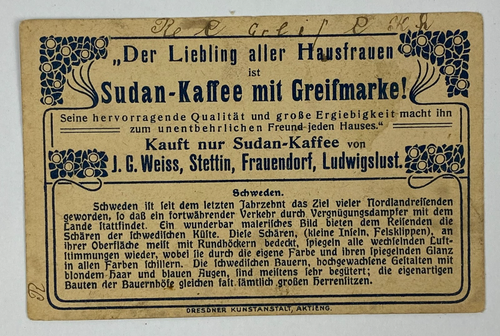 „Der Liebling aller Hausfrauen
ist
Sudan-Kaffee mit Greifmarke!
Seine hervorragende Qualität und große Ergiebigkeit macht ihn
zum unentbehrlichen Freund jeden Hauses.“
Kauft nur Sudan-Kaffee von
J. G. Weiss, Stettin, Frauendorf, Ludwigslust.
Schweden.
Schweden ist seit dem letzten Jahrzehnt das Ziel vieler Nordlandreisenden
geworden, so daß ein fortwährender Verkehr durch Vergnügungsdampfer mit dem
Lande stattfindet. Ein wunderbar malerisches Bild bieten dem Reisenden die
Schären der schwedischen Küste. Diese Schären, (kleine Inseln, Felsklippen), an
ihrer Oberfläche meist mit Rundhöckern bedeckt, spiegeln alle wechselnden Luft-
stimmungen wieder, wobei sie durch die eigene Farbe und ihren spiegelnden Glanz
in allen Farben schillern. Die schwedischen Bauern, hochgewachsene Gestalten mit
blondem Haar und blauen Augen, sind meistens sehr begütert; die eigenartigen
Bauten der Bauernhöfe gleichen fast sämtlich großen Herrensitzen.
DRESDNER KUNSTANSTALT, AKTIENG.